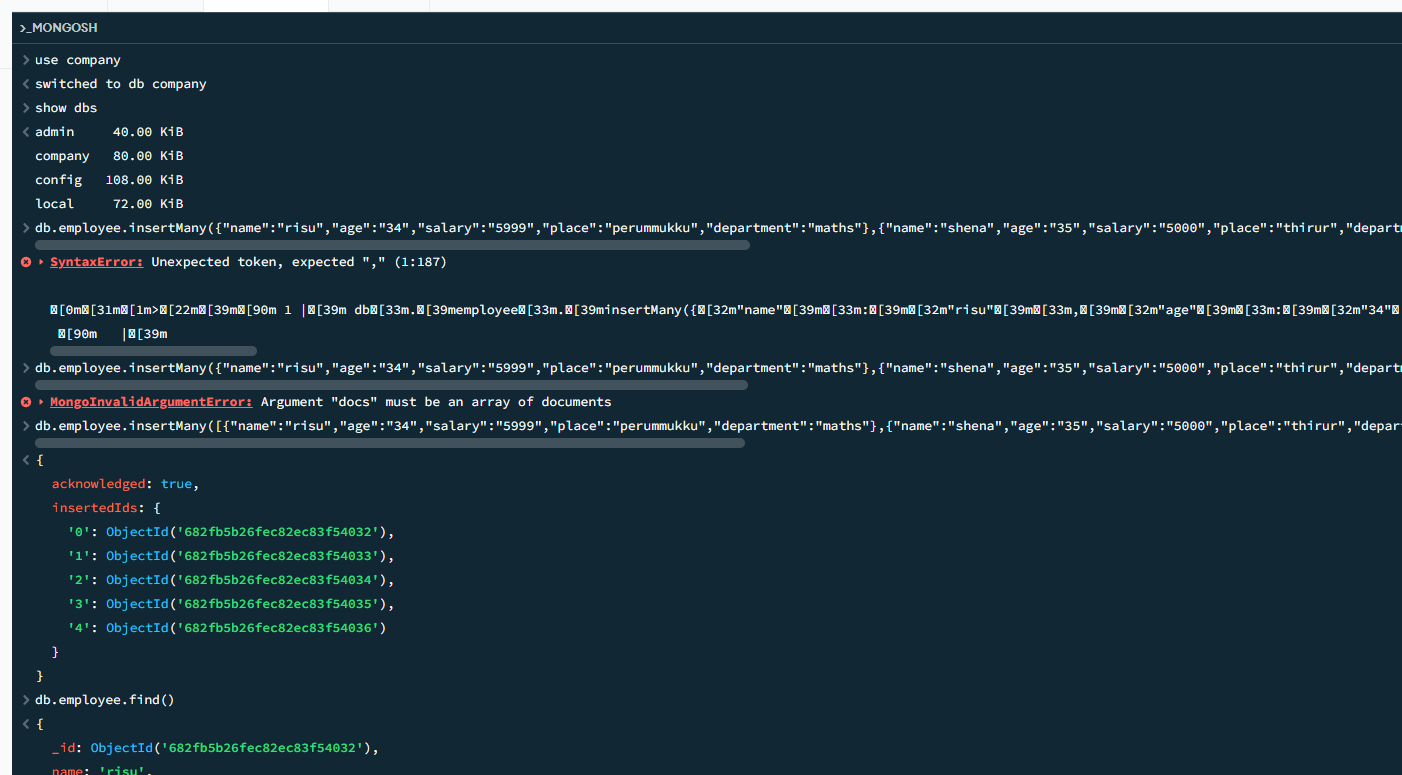 >_MONGOSH
> use company
< switched to db company
> show dbs
< admin     40.00 KiB
company   80.00 KiB
config   108.00 KiB
local     72.00 KiB
> db.employee.insertMany({"name":"risu","age":"34","salary":"5999","place":"perummukku","department":"maths"},{"name":"shena","age":"35","salary":"5000","place":"thirur","departm
SyntaxError: Unexpected token, expected "," (1:187)
�[0m�[31m�[1m>�[22m�[39m�[90m 1 |�[39m db�[33m.�[39memployee�[33m.�[39minsertMany({�[32m"name"�[39m�[33m:�[39m�[32m"risu"�[39m�[33m,�[39m�[32m"age"�[39m�[33m:�[39m�[32m"34"�
�[90m   |�[39m
> db.employee.insertMany({"name":"risu","age":"34","salary":"5999","place":"perummukku","department":"maths"},{"name":"shena","age":"35","salary":"5000","place":"thirur","departm
MongoInvalidArgumentError: Argument "docs" must be an array of documents
> db.employee.insertMany([{"name":"risu","age":"34","salary":"5999","place":"perummukku","department":"maths"},{"name":"shena","age":"35","salary":"5000","place":"thirur","depar
< {
acknowledged: true,
insertedIds: {
'0': ObjectId('682fb5b26fec82ec83f54032'),
'1': ObjectId('682fb5b26fec82ec83f54033'),
'2': ObjectId('682fb5b26fec82ec83f54034'),
'3': ObjectId('682fb5b26fec82ec83f54035'),
'4': ObjectId('682fb5b26fec82ec83f54036')
}
}
> db.employee.find()
< {
_id: ObjectId('682fb5b26fec82ec83f54032'),
name: 'risu',